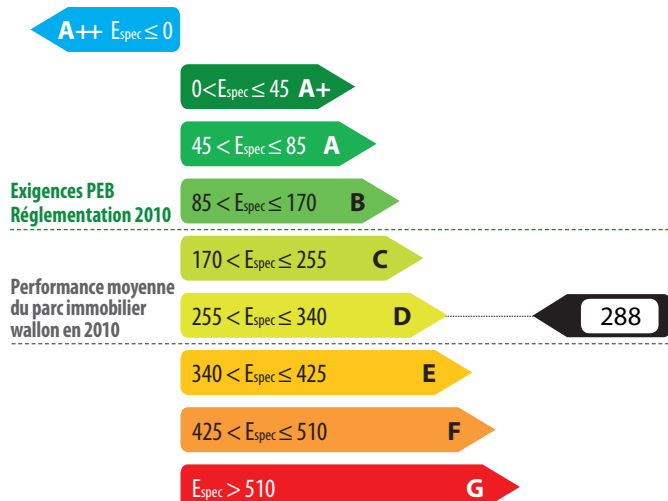 A++ Espec ≤ 0
0<Espec ≤ 45 A+
45 < Espec ≤ 85 A
Exigences PEB
Réglementation 2010
85 < Espec ≤ 170 B
170 < Espec ≤ 255 C
Performance moyenne
du parc immobilier
wallon en 2010
255 < Espec ≤ 340 D
288
340 < Espec ≤ 425 E
425 < Espec ≤ 510 F
Espec > 510 G